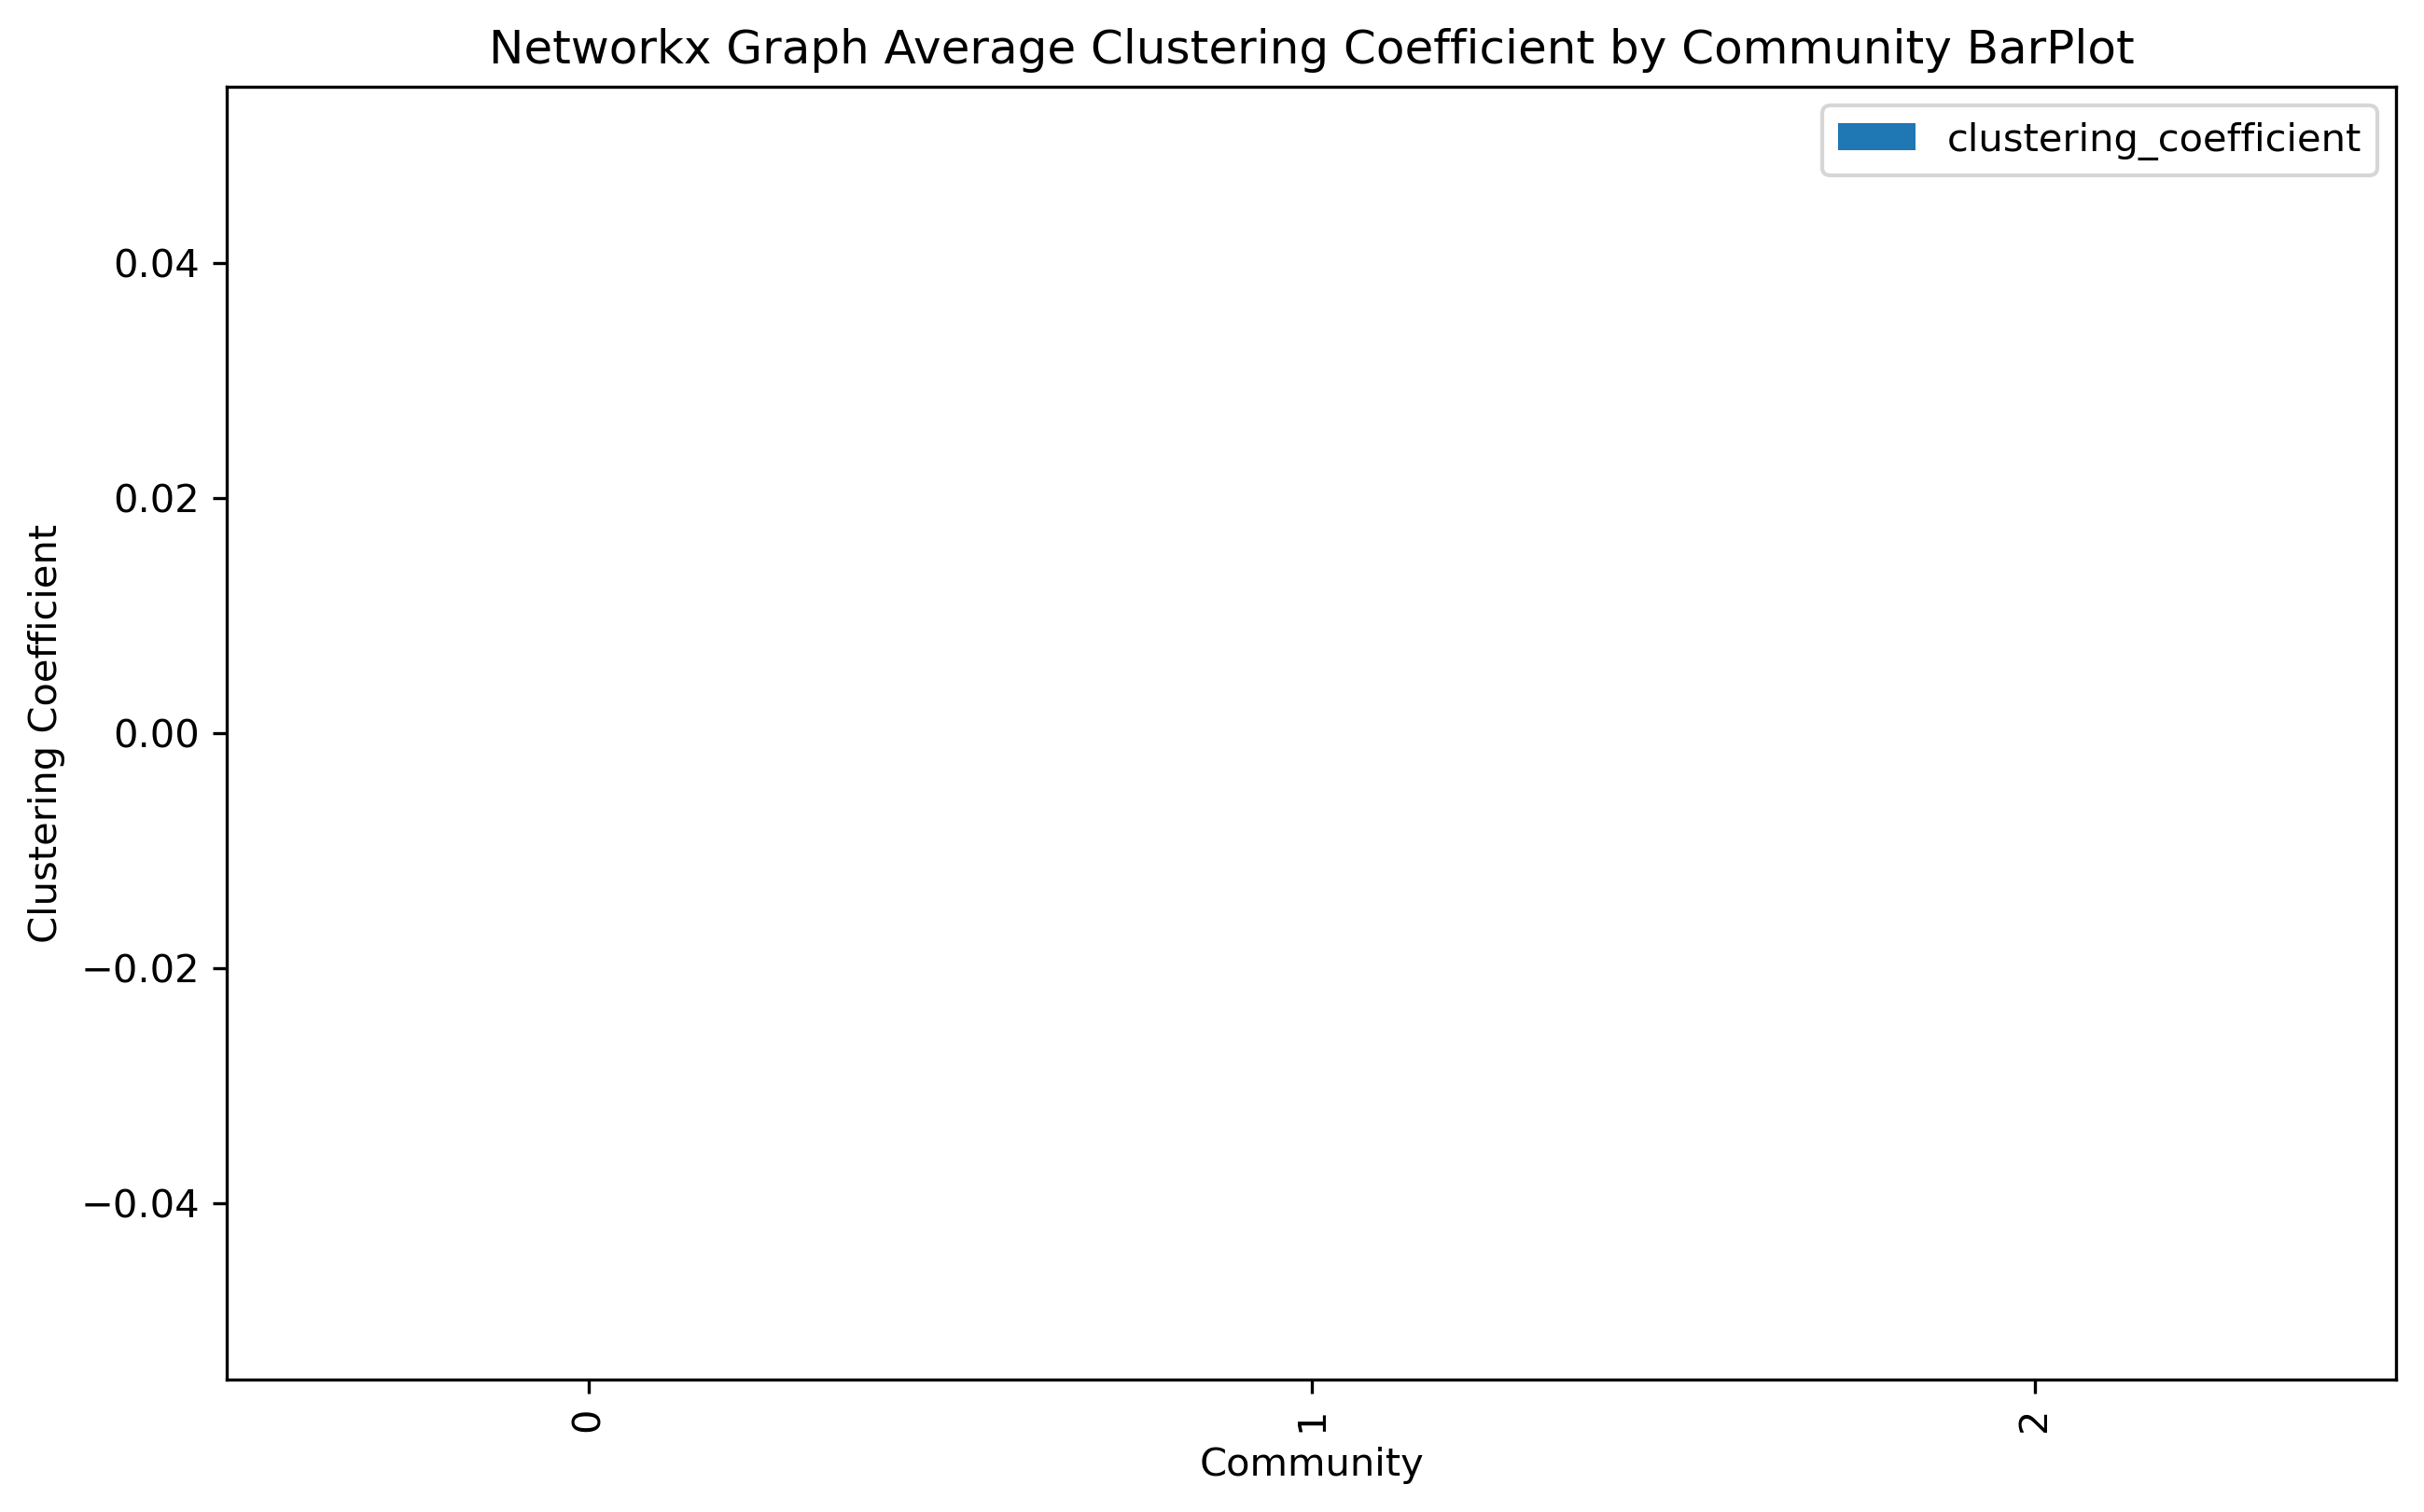 Networkx Graph Average Clustering Coefficient by Community BarPlot
clustering_coefficient
0.04
0.02
0.00
−0.02
−0.04
Clustering Coefficient
0
1
2
Community